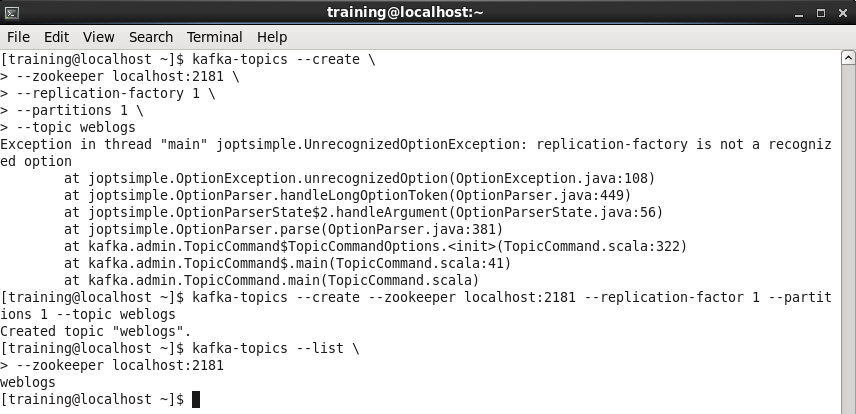 training@localhost:~
File Edit View Search Terminal Help
[training@localhost ~]$ kafka-topics --create \
> --zookeeper localhost:2181 \
> --replication-factory 1 \
> --partitions 1 \
> --topic weblogs
Exception in thread "main" joptsimple.UnrecognizedOptionException: replication-factory is not a recogniz
ed option
        at joptsimple.OptionException.unrecognizedOption(OptionException.java:108)
        at joptsimple.OptionParser.handleLongOptionToken(OptionParser.java:449)
        at joptsimple.OptionParserState$2.handleArgument(OptionParserState.java:56)
        at joptsimple.OptionParser.parse(OptionParser.java:381)
        at kafka.admin.TopicCommand$TopicCommandOptions.<init>(TopicCommand.scala:322)
        at kafka.admin.TopicCommand$.main(TopicCommand.scala:41)
        at kafka.admin.TopicCommand.main(TopicCommand.scala)
[training@localhost ~]$ kafka-topics --create --zookeeper localhost:2181 --replication-factor 1 --partit
ions 1 --topic weblogs
Created topic "weblogs".
[training@localhost ~]$ kafka-topics --list \
> --zookeeper localhost:2181
weblogs
[training@localhost ~]$